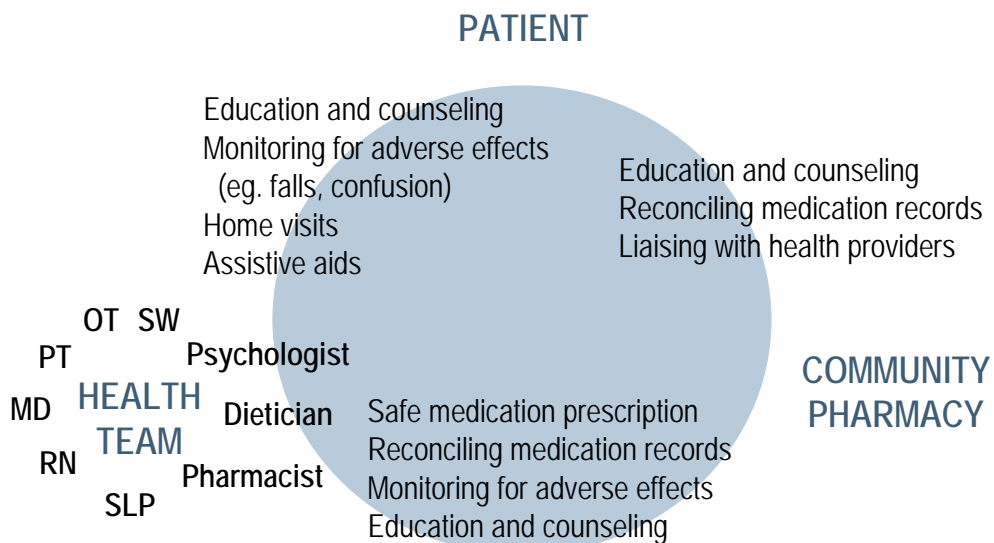 PATIENT
Education and counseling
Monitoring for adverse effects
(eg. falls, confusion)
Home visits
Assistive aids
Education and counseling
Reconciling medication records
Liaising with health providers
OT SW
PT
Psychologist
MD
HEALTH
TEAM
Dietician
RN
Pharmacist
SLP
Safe medication prescription
Reconciling medication records
Monitoring for adverse effects
Education and counseling
COMMUNITY
PHARMACY